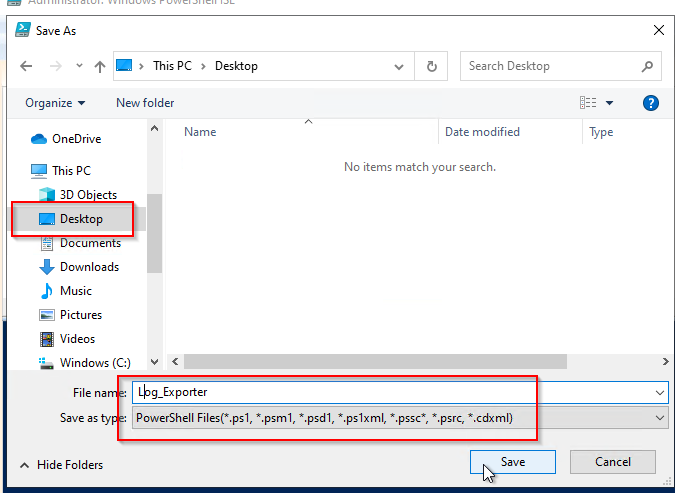 Administrator: Windows PowerShell ISE
Save As
This PC > Desktop
Search Desktop
Organize
New folder
?
Name
Date modified
Type
No items match your search.
OneDrive
This PC
3D Objects
Desktop
Documents
Downloads
Music
Pictures
Videos
Windows (C:)
File name: Log_Exporter
Save as type: PowerShell Files(*.ps1, *.psm1, *.psd1, *.ps1xml, *.pssc*, *.psrc, *.cdxml)
Hide Folders
Save
Cancel